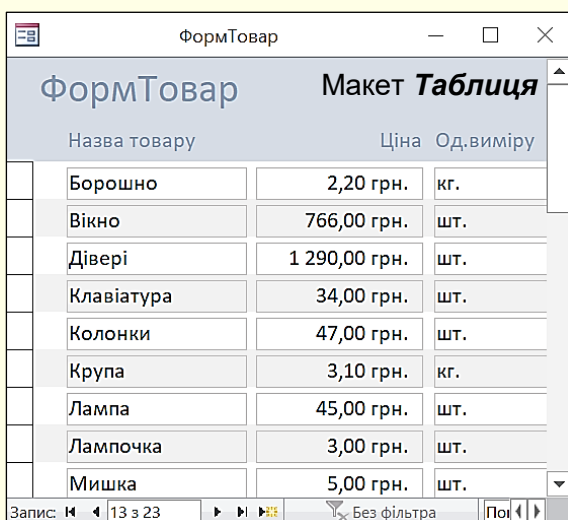 ФормТовар
ФормТовар Макет Таблиця
Назва товару Ціна Од.виміру
Борошно 2,20 грн. кг.
Вікно 766,00 грн. шт.
Дівері 1 290,00 грн. шт.
Клавіатура 34,00 грн. шт.
Колонки 47,00 грн. шт.
Крупа 3,10 грн. кг.
Лампа 45,00 грн. шт.
Лампочка 3,00 грн. шт.
Мишка 5,00 грн. шт.
Запис: 13 з 23 Без фільтра